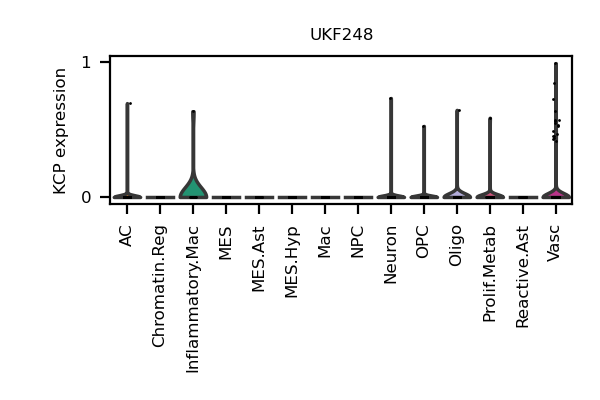 UKF248
KCP expression
1
0
AC
Chromatin.Reg
Inflammatory.Mac
MES
MES.Ast
MES.Hyp
Mac
NPC
Neuron
OPC
Oligo
Prolif.Metab
Reactive.Ast
Vasc